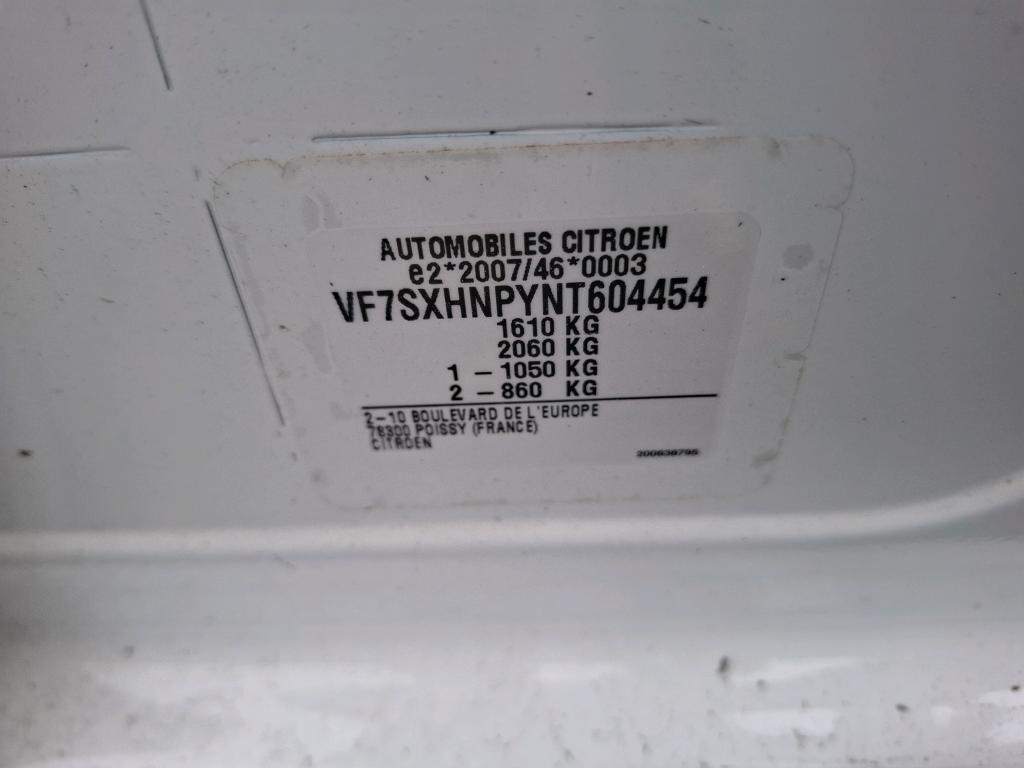 AUTOMOBILES CITROEN
e2*2007/46*0003
VF7SXHNPYNT604454
1610 KG
2060 KG
1 - 1050 KG
2 - 860 KG
2-10 BOULEVARD DE L'EUROPE
78300 POISSY (FRANCE)
CITROEN
200638795